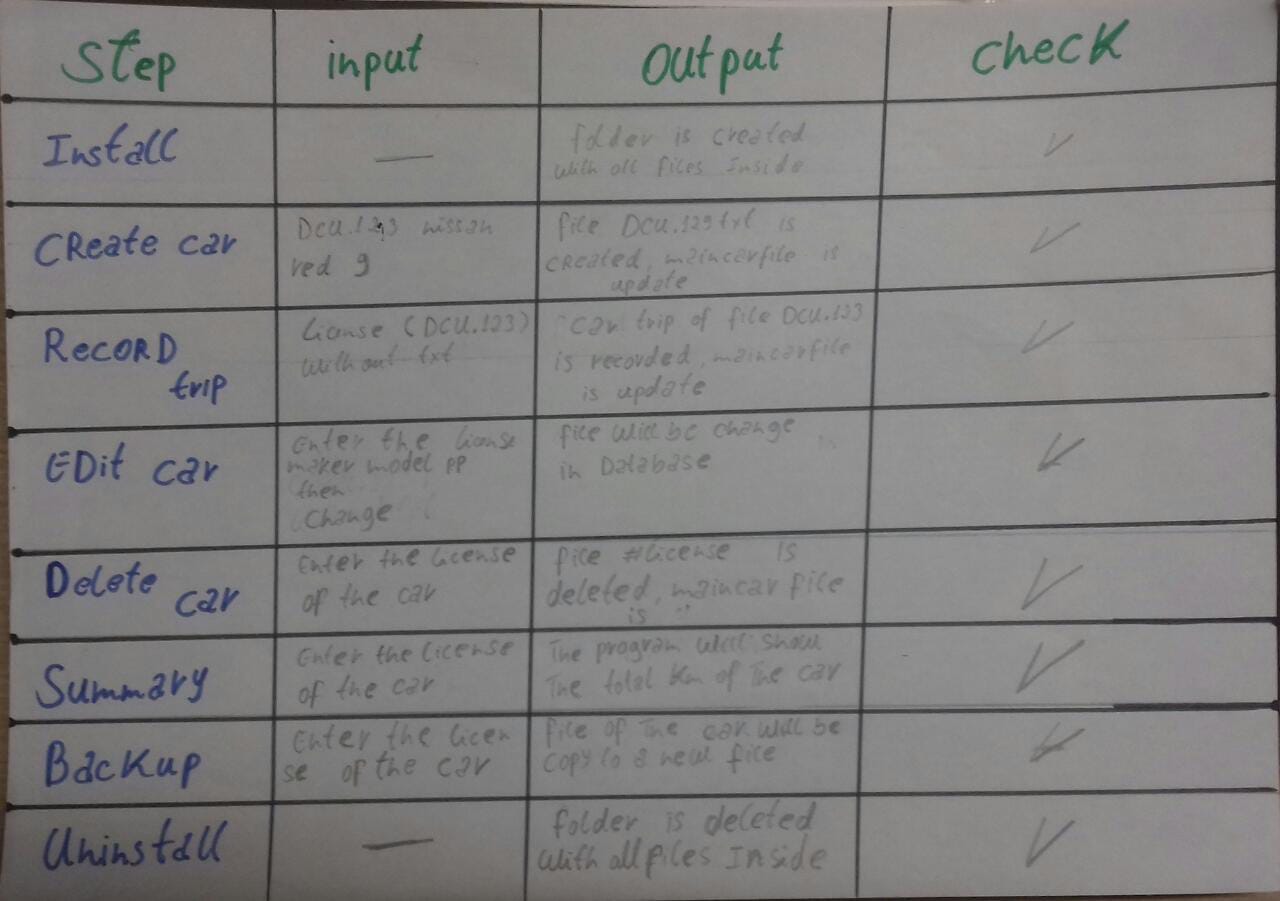 Step input Output Check
Install — folder is created
with all files Inside ✓
Create car DCU.123 nissan
red 9
file DCU.123txt is
created, maincarfile is
update ✓
Record
trip
License (DCU.123)
without txt
car trip of file DCU.123
is recorded, maincarfile
is update ✓
EDit car
Enter the license
maker model PP
then
change
file will be change
in Database ✓
Delete
car
Enter the license
of the car
file #license is
deleted, maincar file
is " ✓
Summary
Enter the license
of the car
The program will show
The total Km of The car ✓
Backup
Enter the licen
se of the car
file of The car will be
copy to a new file ✓
Uninstall — folder is deleted
with all files Inside ✓